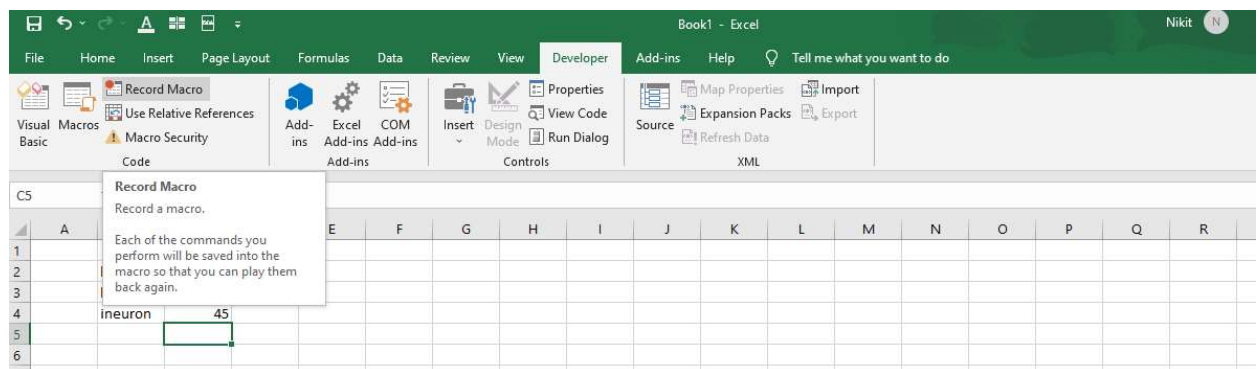 Book1 - Excel
Nikit N
File Home Insert Page Layout Formulas Data Review View Developer Add-ins Help Tell me what you want to do
Visual Basic
Macros
Record Macro
Use Relative References
Macro Security
Code
Add-ins
Excel Add-ins
COM Add-ins
Add-ins
Insert
Design Mode
Properties
View Code
Run Dialog
Controls
Source
Map Properties
Expansion Packs
Refresh Data
Import
Export
XML
C5
Record Macro
Record a macro.
Each of the commands you
perform will be saved into the
macro so that you can play them
back again.
A E F G H I J K L M N O P Q R
1
2
3
4 ineuron 45
5
6